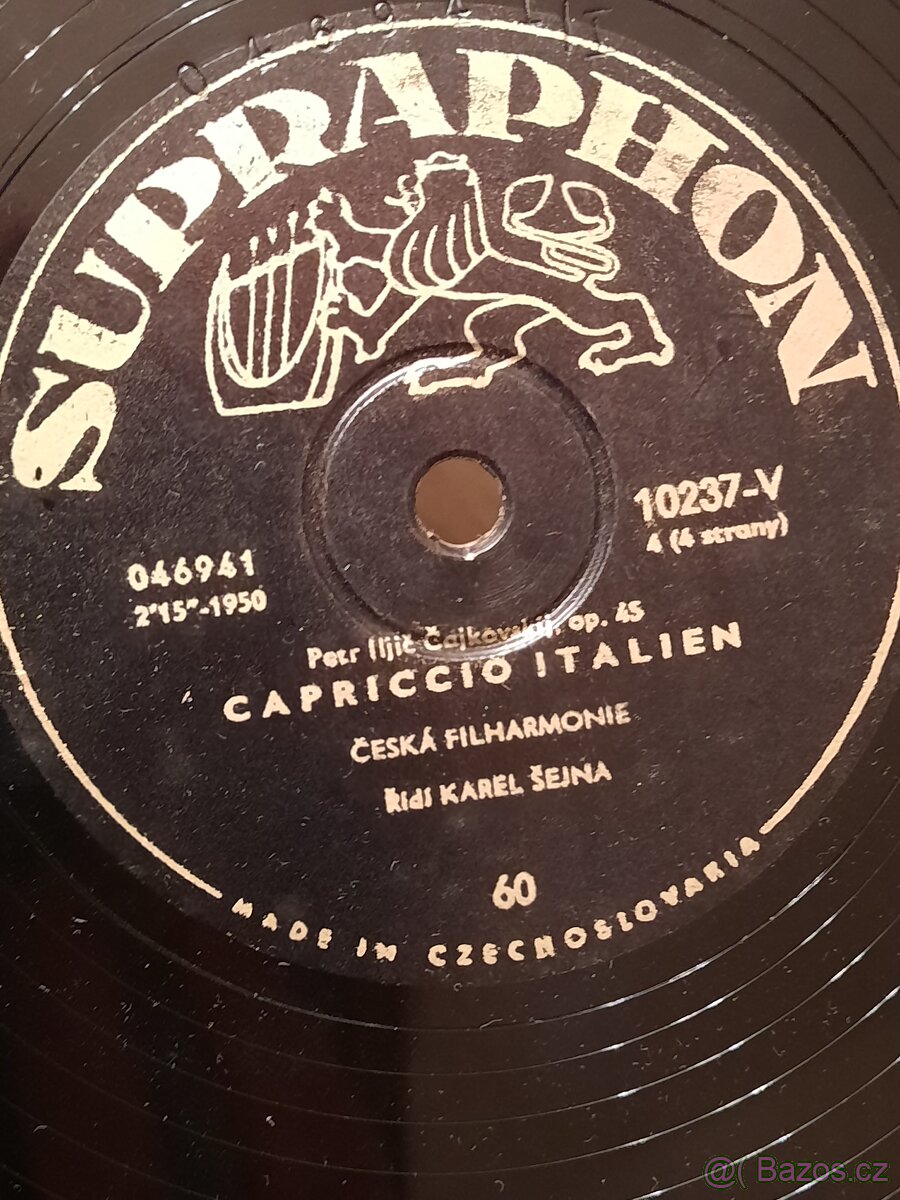 SUPRAPHON
10237-V
4 (4 strany)
046941
2'15"-1950
Petr Iljič Čajkovskij, op. 45
CAPRICCIO ITALIEN
ČESKÁ FILHARMONIE
Řídí KAREL ŠEJNA
60
MADE IN CZECHOSLOVAKIA
@( Bazos.cz